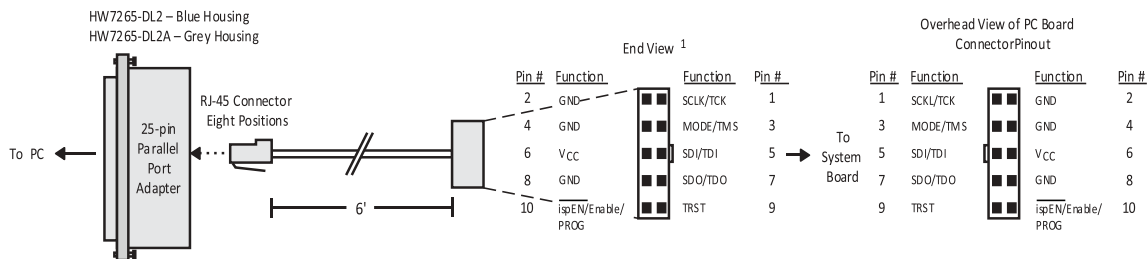 HW7265-DL2 – Blue Housing
HW7265-DL2A – Grey Housing
To PC
25-pin
Parallel
Port
Adapter
RJ-45 Connector
Eight Positions
6'
End View 1
Pin # Function Function Pin #
2 GND SCLK/TCK 1
4 GND MODE/TMS 3
6 VCC SDI/TDI 5
8 GND SDO/TDO 7
10 ispEN/Enable/ TRST 9
PROG
To
System
Board
Overhead View of PC Board
ConnectorPinout
Pin # Function Function Pin #
1 SCKL/TCK GND 2
3 MODE/TMS GND 4
5 SDI/TDI VCC 6
7 SDO/TDO GND 8
9 TRST ispEN/Enable/ 10
PROG